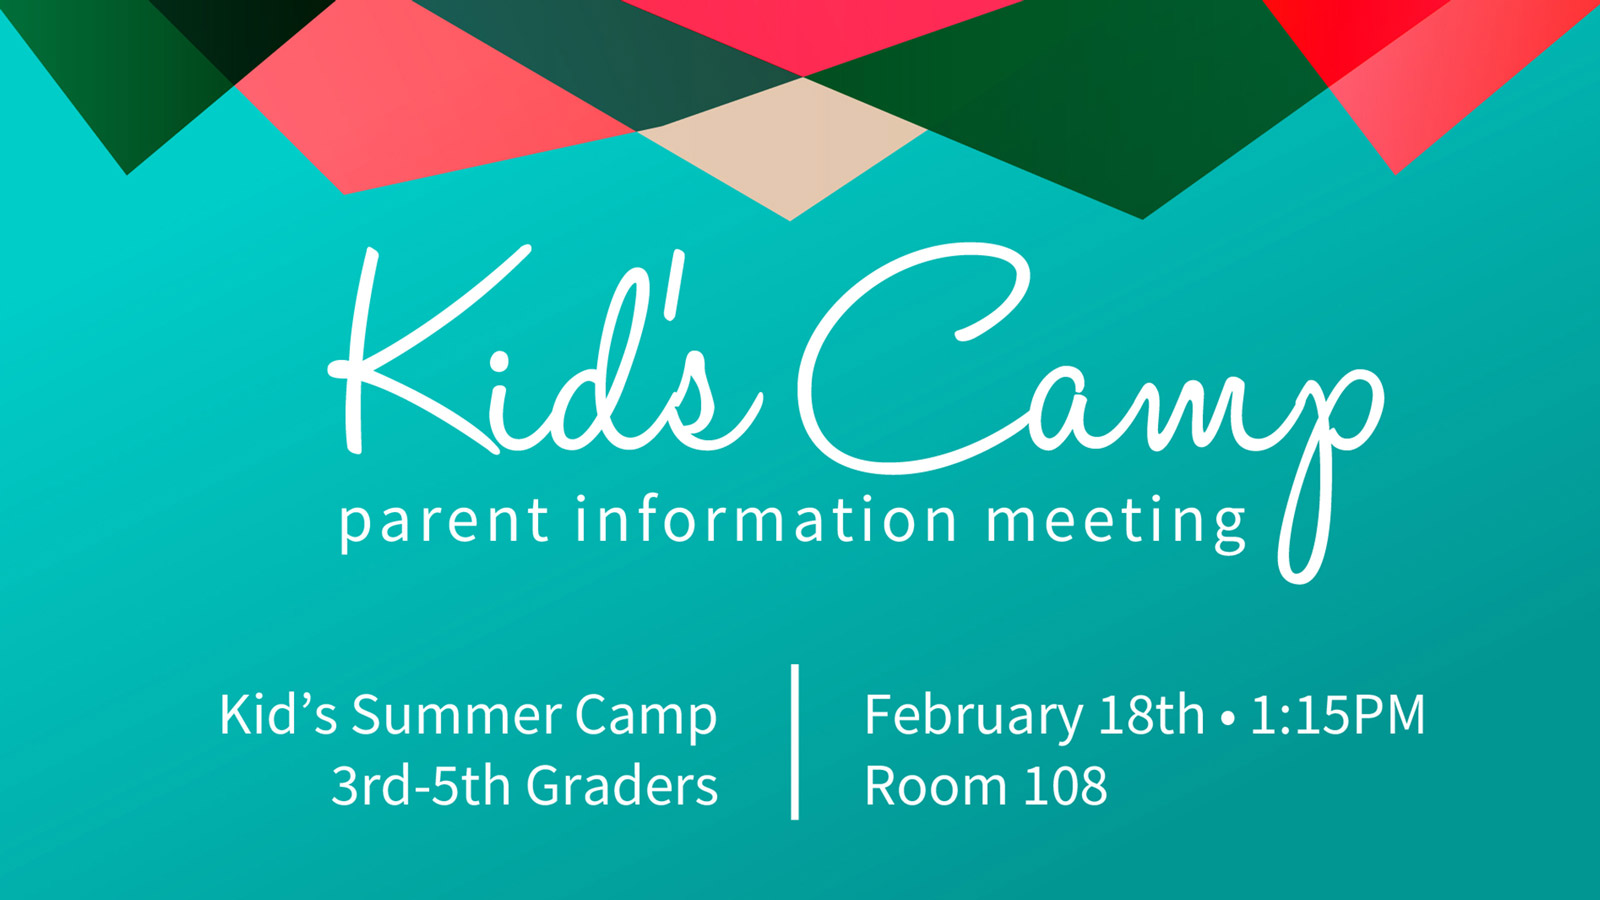 Kid's Camp
parent information meeting
Kid’s Summer Camp
3rd-5th Graders
February 18th • 1:15PM
Room 108